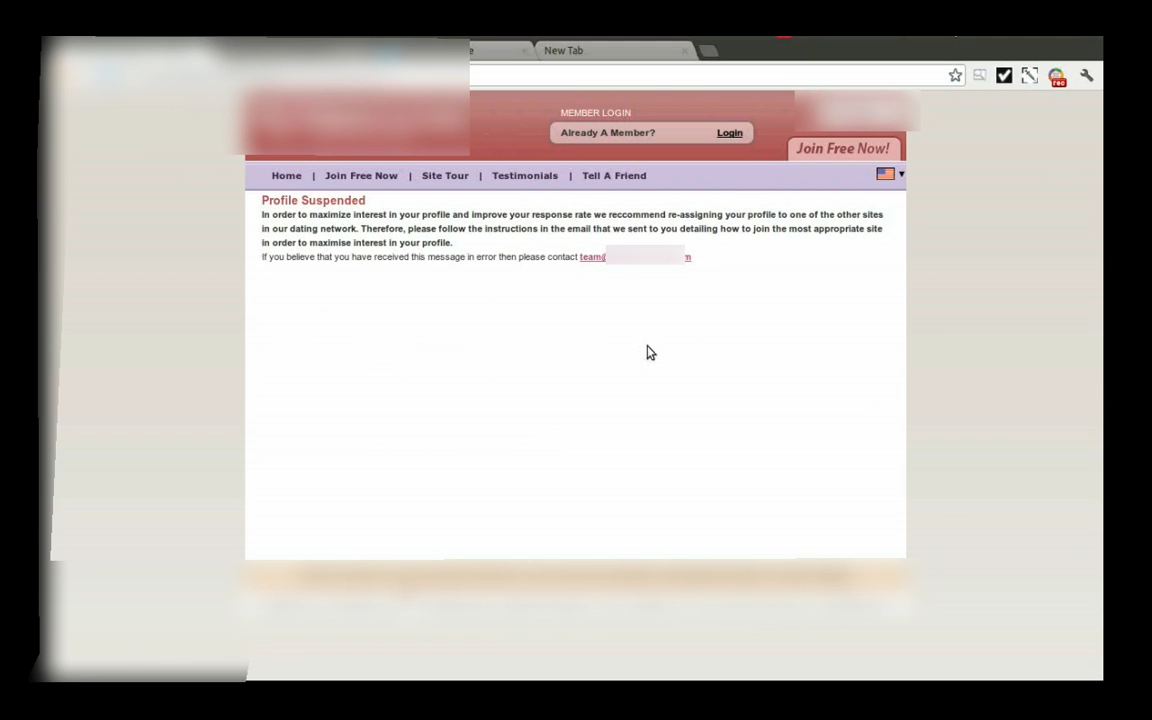 New Tab
rec
MEMBER LOGIN
Already A Member? Login
Join Free Now!
Home | Join Free Now | Site Tour | Testimonials | Tell A Friend
Profile Suspended
In order to maximize interest in your profile and improve your response rate we reccommend re-assigning your profile to one of the other sites
in our dating network. Therefore, please follow the instructions in the email that we sent to you detailing how to join the most appropriate site
in order to maximise interest in your profile.
If you believe that you have received this message in error then please contact team@ m